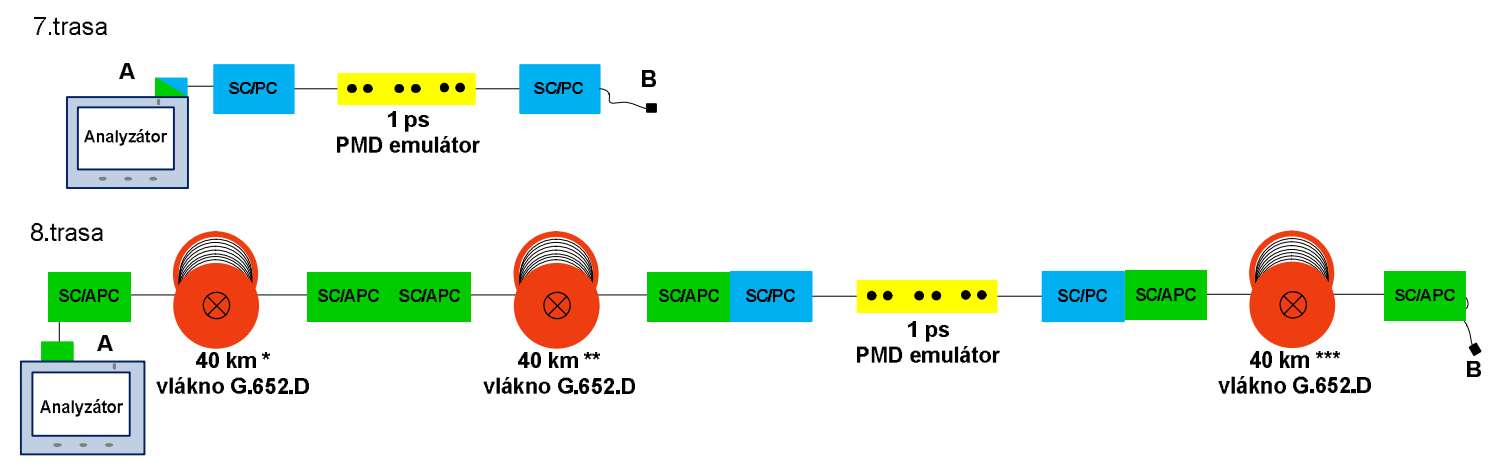 7.trasa
A
SC/PC
SC/PC
B
Analyzátor
1 ps
PMD emulátor
8.trasa
SC/APC
SC/APC
SC/APC
SC/APC
SC/PC
SC/PC
SC/APC
SC/APC
A
1 ps
PMD emulátor
40 km *
vlákno G.652.D
40 km **
vlákno G.652.D
40 km ***
vlákno G.652.D
B
Analyzátor